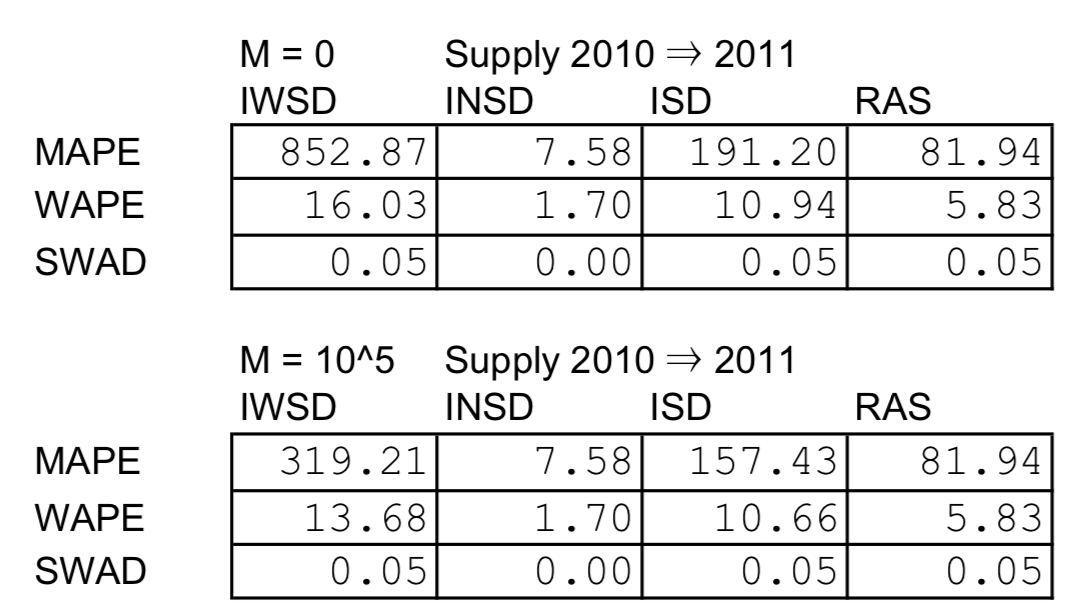 M = 0 Supply 2010 ⇒ 2011
IWSD INSD ISD RAS
MAPE 852.87 7.58 191.20 81.94
WAPE 16.03 1.70 10.94 5.83
SWAD 0.05 0.00 0.05 0.05
M = 10^5 Supply 2010 ⇒ 2011
IWSD INSD ISD RAS
MAPE 319.21 7.58 157.43 81.94
WAPE 13.68 1.70 10.66 5.83
SWAD 0.05 0.00 0.05 0.05